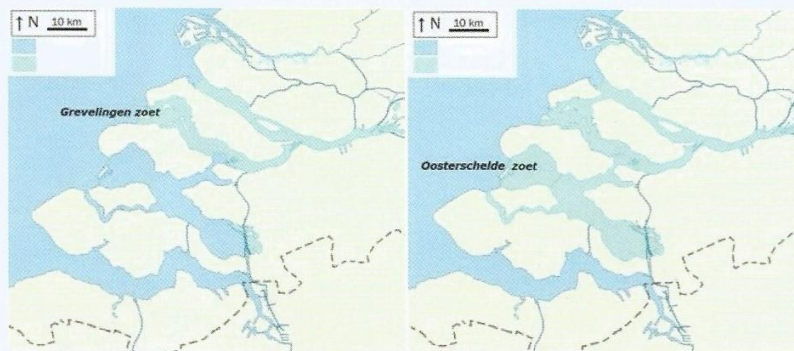 ↑ N 10 km
Grevelingen zoet
↑ N 10 km
Oosterschelde zoet